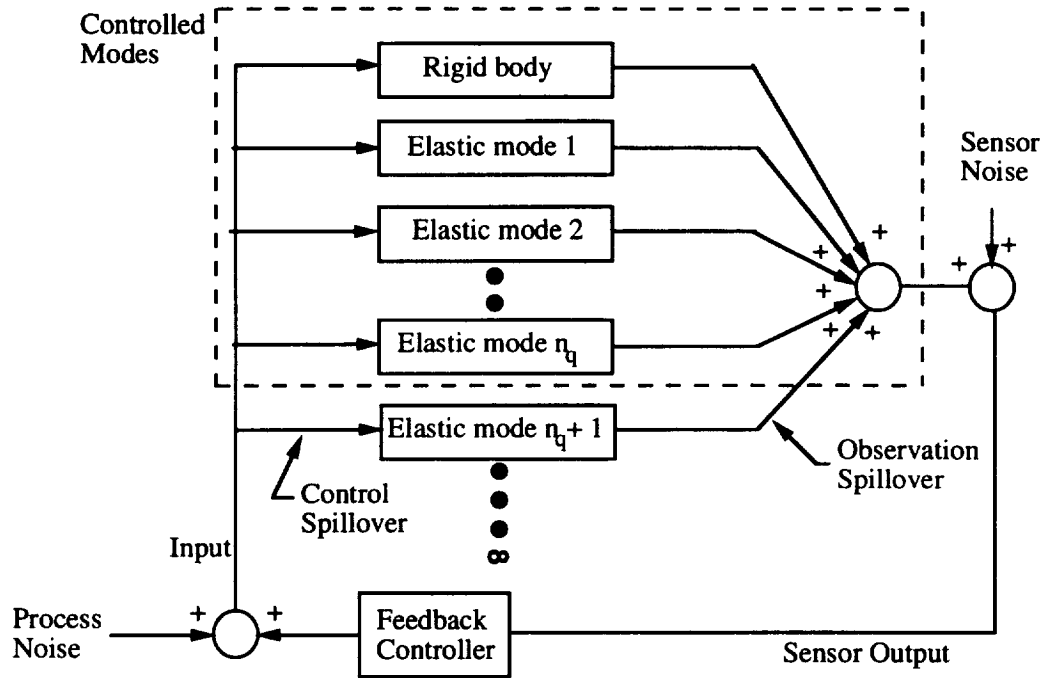 Controlled
Modes
Rigid body
Elastic mode 1
Elastic mode 2
Elastic mode n_q
Elastic mode n_q + 1
Sensor
Noise
+
+
+
+
+
+
+
+
Control
Spillover
Observation
Spillover
∞
Input
Process
Noise
+
+
Feedback
Controller
Sensor Output